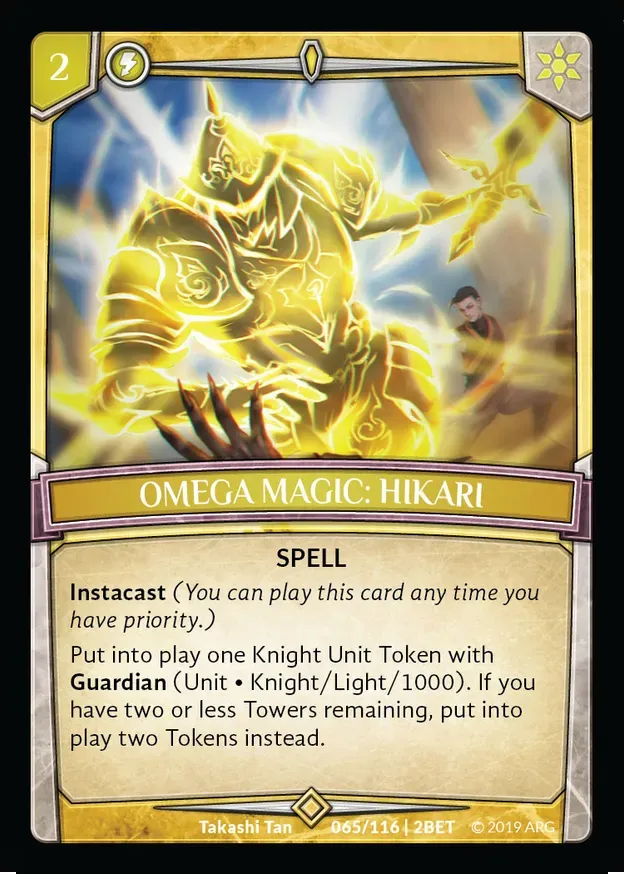 2
OMEGA MAGIC: HIKARI
SPELL
Instacast (You can play this card any time you
have priority.)
Put into play one Knight Unit Token with
Guardian (Unit • Knight/Light/1000). If you
have two or less Towers remaining, put into
play two Tokens instead.
Takashi Tan 065/116 | 2BET © 2019 ARG